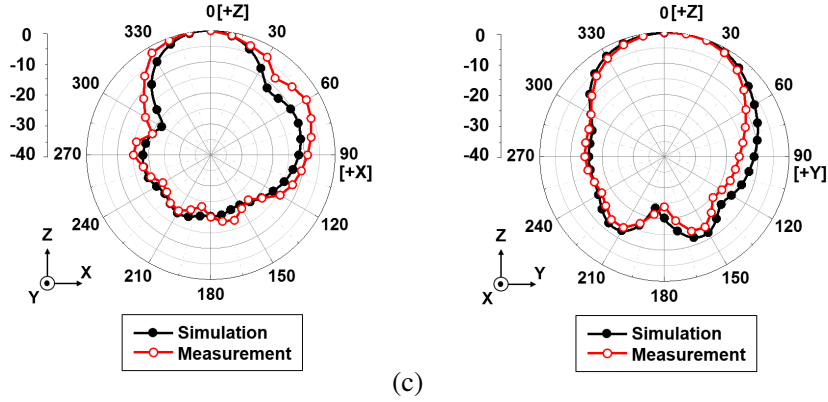 0[+Z]
330
30
0
-10
-20
-30
-40
300
60
270
90
[+X]
240
120
210
150
180
Z
X
Y
Simulation
Measurement
0[+Z]
330
30
0
-10
-20
-30
-40
300
60
270
90
[+Y]
240
120
210
150
180
Z
Y
X
Simulation
Measurement
(c)